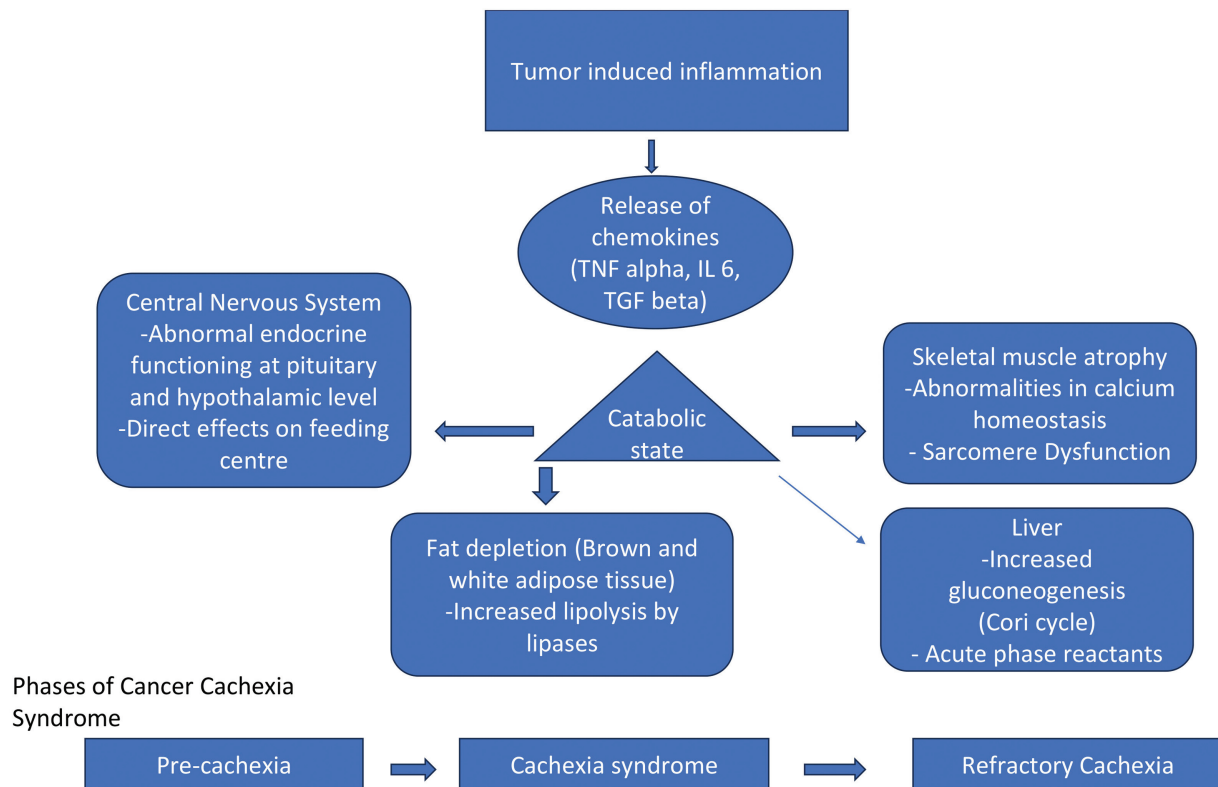 Tumor induced inflammation
Release of
chemokines
(TNF alpha, IL 6,
TGF beta)
Central Nervous System
-Abnormal endocrine
functioning at pituitary
and hypothalamic level
-Direct effects on feeding
centre
Catabolic
state
Skeletal muscle atrophy
-Abnormalities in calcium
homeostasis
- Sarcomere Dysfunction
Fat depletion (Brown and
white adipose tissue)
-Increased lipolysis by
lipases
Liver
-Increased
gluconeogenesis
(Cori cycle)
- Acute phase reactants
Phases of Cancer Cachexia
Syndrome
Pre-cachexia
Cachexia syndrome
Refractory Cachexia